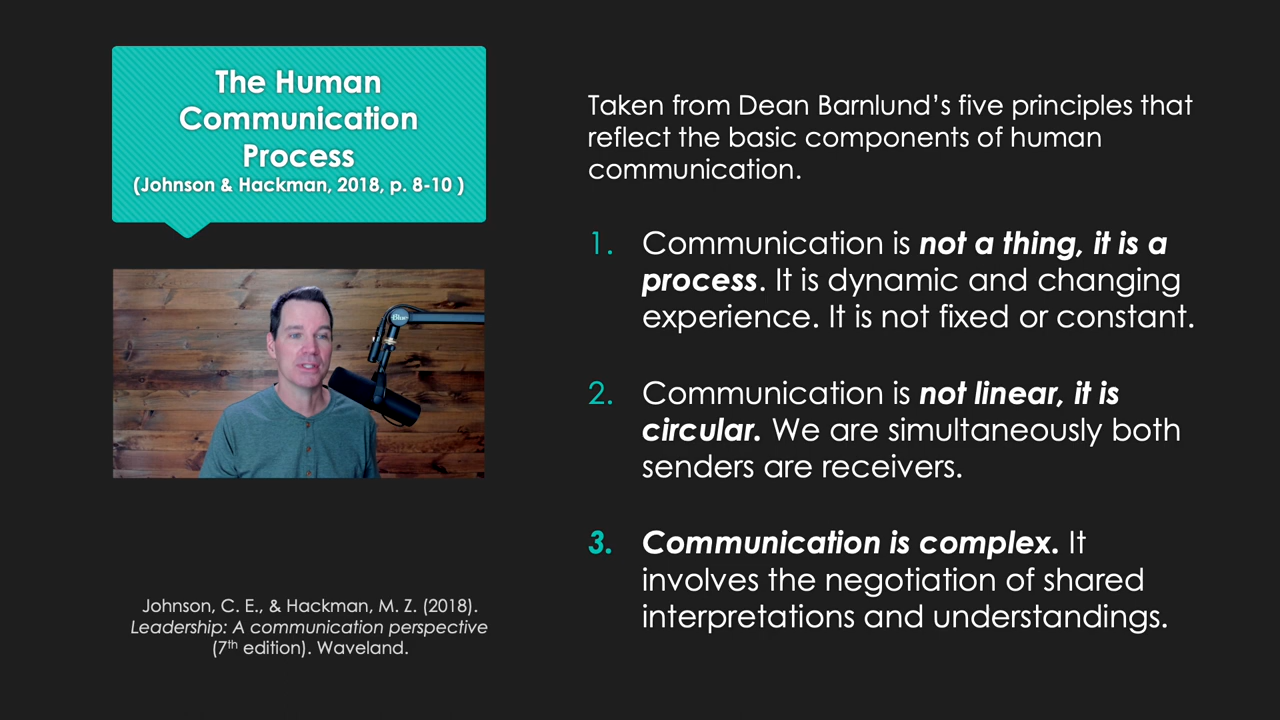 The Human
Communication
Process
(Johnson & Hackman, 2018, p. 8-10 )
Taken from Dean Barnlund’s five principles that
reflect the basic components of human
communication.
1. Communication is not a thing, it is a
process. It is dynamic and changing
experience. It is not fixed or constant.
2. Communication is not linear, it is
circular. We are simultaneously both
senders are receivers.
3. Communication is complex. It
involves the negotiation of shared
interpretations and understandings.
Blue
Johnson, C. E., & Hackman, M. Z. (2018).
Leadership: A communication perspective
(7th edition). Waveland.